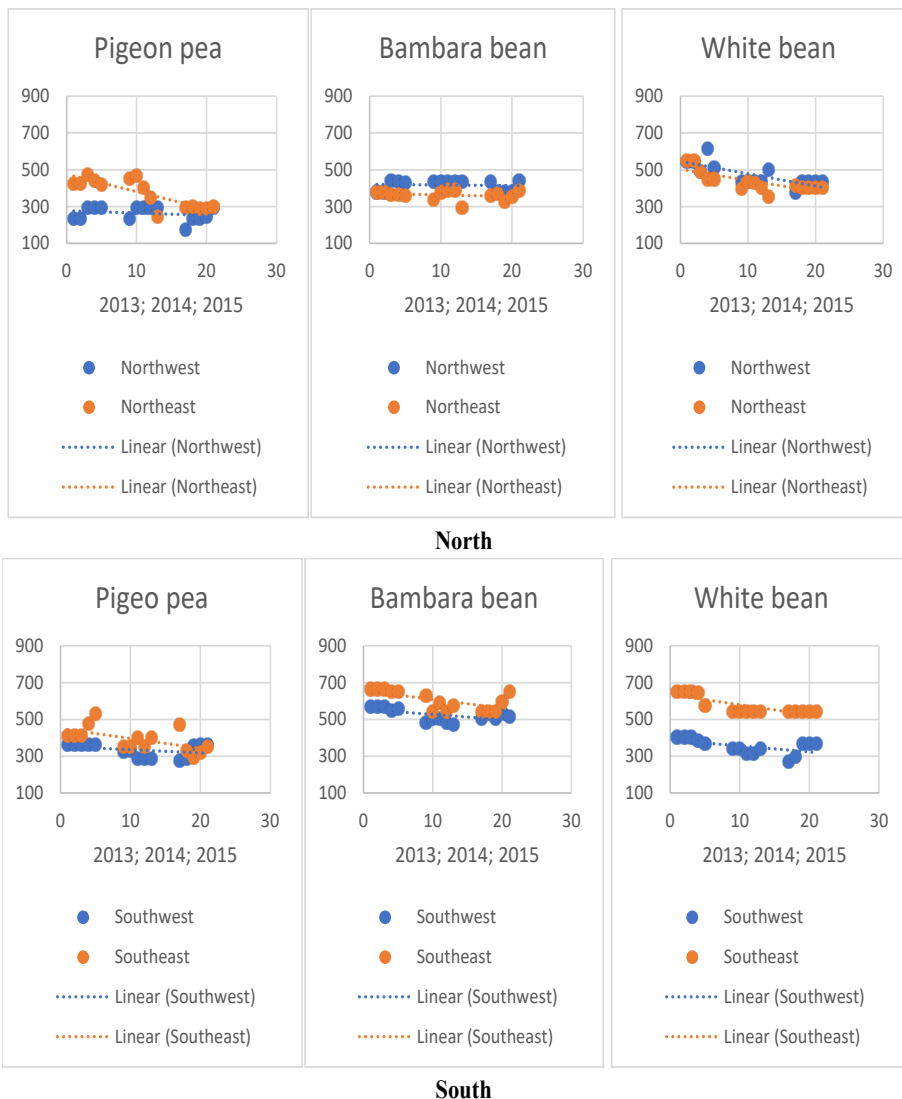 Pigeon pea
900
700
500
300
100
0 10 20 30
2013; 2014; 2015
Northwest
Northeast
Linear (Northwest)
Linear (Northeast)
Bambara bean
900
700
500
300
100
0 10 20 30
2013; 2014; 2015
Northwest
Northeast
Linear (Northwest)
Linear (Northeast)
White bean
900
700
500
300
100
0 10 20 30
2013; 2014; 2015
Northwest
Northeast
Linear (Northwest)
Linear (Northeast)
North
Pigeo pea
900
700
500
300
100
0 10 20 30
2013; 2014; 2015
Southwest
Southeast
Linear (Southwest)
Linear (Southeast)
Bambara bean
900
700
500
300
100
0 10 20 30
2013; 2014; 2015
Southwest
Southeast
Linear (Southwest)
Linear (Southeast)
White bean
900
700
500
300
100
0 10 20 30
2013; 2014; 2015
Southwest
Southeast
Linear (Southwest)
Linear (Southeast)
South